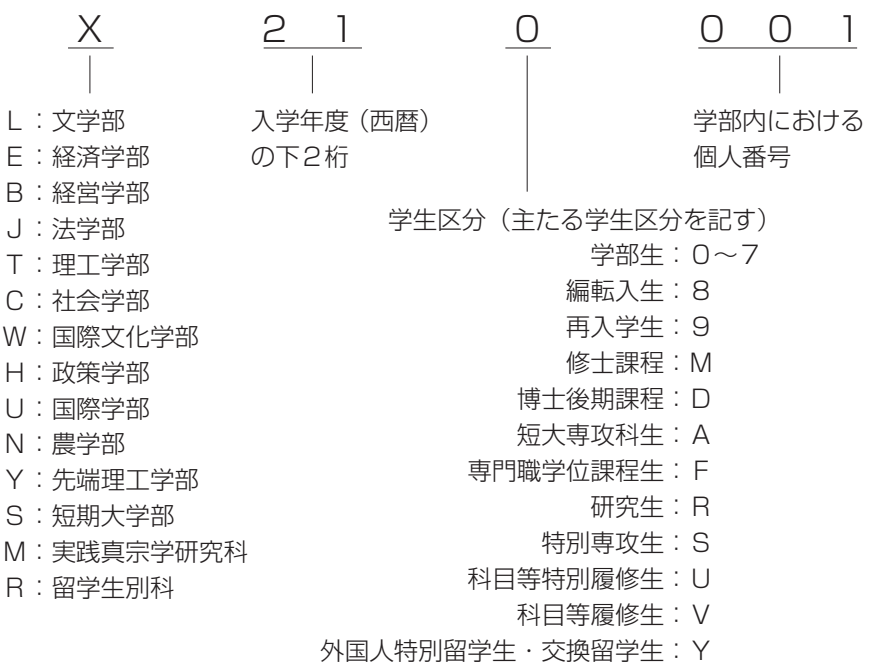 X 21 0 001
L：文学部
E：経済学部
B：経営学部
J：法学部
T：理工学部
C：社会学部
W：国際文化学部
H：政策学部
U：国際学部
N：農学部
Y：先端理工学部
S：短期大学部
M：実践真宗学研究科
R：留学生別科
入学年度（西暦）
の下2桁
学生区分（主たる学生区分を記す）
学部生：0～7
編転入生：8
再入学生：9
修士課程：M
博士後期課程：D
短大専攻科生：A
専門職学位課程生：F
研究生：R
特別専攻生：S
科目等特別履修生：U
科目等履修生：V
外国人特別留学生・交換留学生：Y
学部内における
個人番号